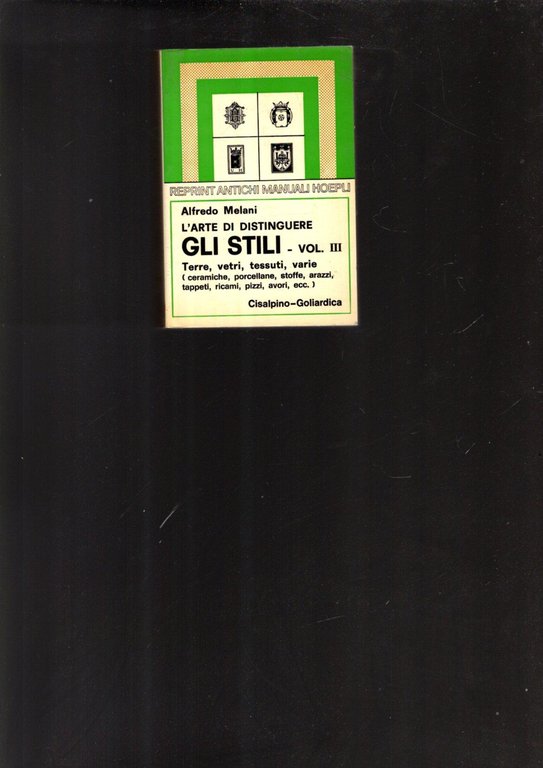 REPRINT ANTICHI MANUALI HOEPLI
Alfredo Melani
L'ARTE DI DISTINGUERE
GLI STILI - VOL. III
Terre, vetri, tessuti, varie
( ceramiche, porcellane, stoffe, arazzi,
tappeti, ricami, pizzi, avori, ecc. )
Cisalpino-Goliardica